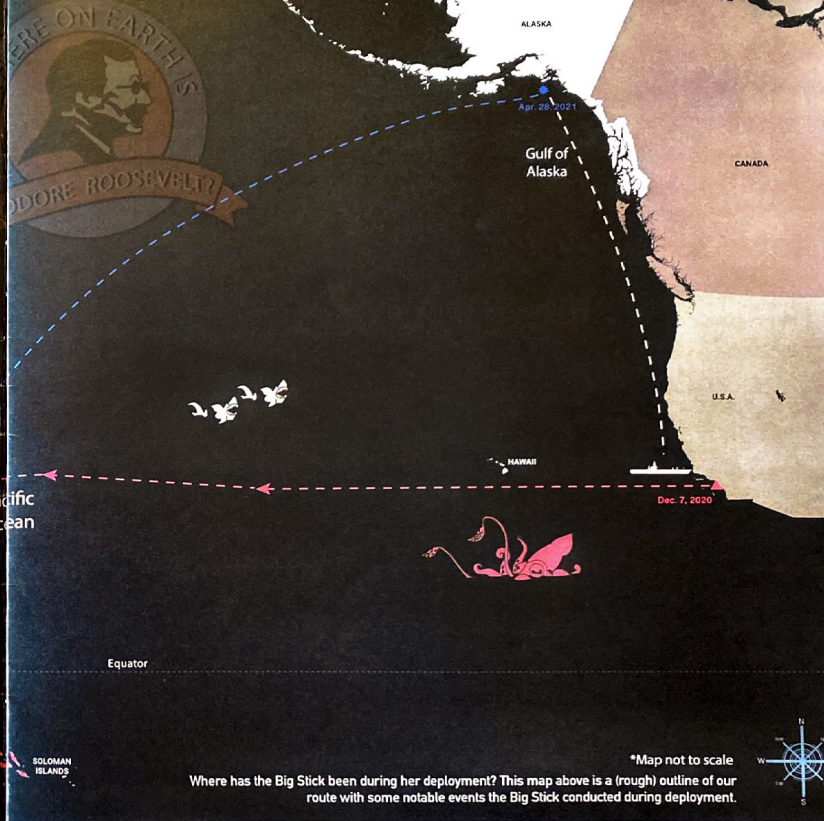 ERE ON EARTH IS
ODORE ROOSEVELT?
ALASKA
Apr. 28, 2021
Gulf of
Alaska
CANADA
U.S.A.
HAWAII
cific
cean
Dec. 7, 2020
Equator
SOLOMAN
ISLANDS
*Map not to scale
N
W
S
Where has the Big Stick been during her deployment? This map above is a (rough) outline of our
route with some notable events the Big Stick conducted during deployment.